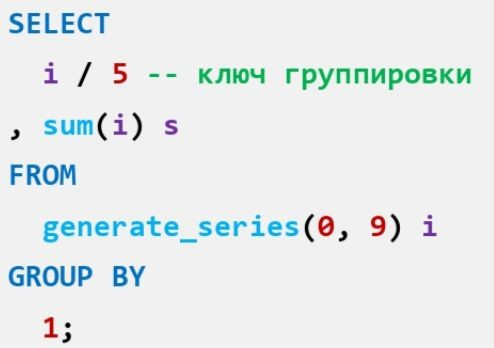 SELECT
i / 5 -- ключ группировки
, sum(i) s
FROM
generate_series(0, 9) i
GROUP BY
1;